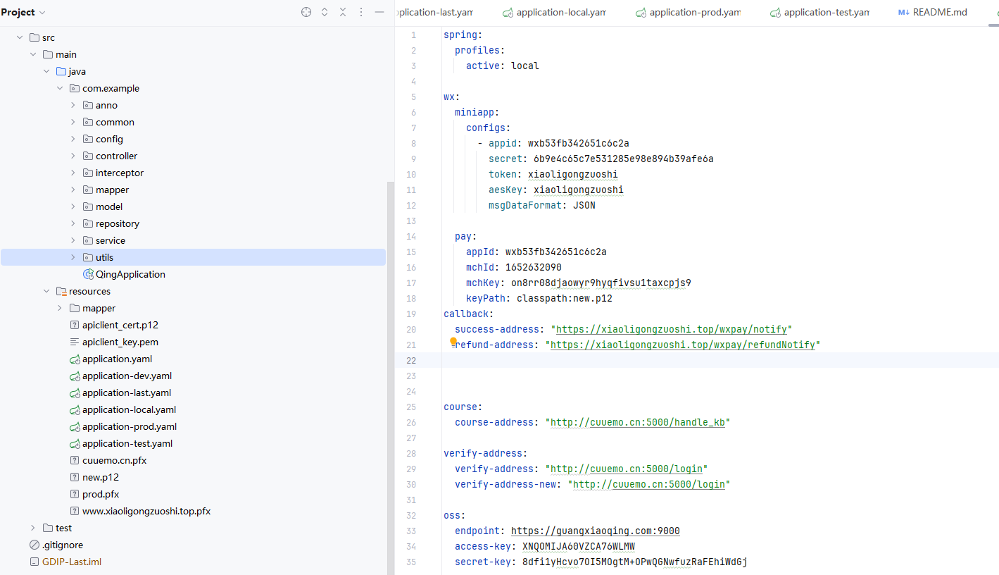 Project
src
main
java
com.example
anno
common
config
controller
interceptor
mapper
model
repository
service
utils
QingApplication
resources
mapper
apiclient_cert.p12
apiclient_key.pem
application.yaml
application-dev.yaml
application-last.yaml
application-local.yaml
application-prod.yaml
application-test.yaml
cuuemo.cn.pfx
new.p12
prod.pfx
www.xiaoligongzuoshi.top.pfx
test
.gitignore
GDIP-Last.iml
pplication-last.yam application-local.yam application-prod.yam application-test.yam M↓ README.md
1 spring:
2 profiles:
3 active: local
4
5 wx:
6 miniapp:
7 configs:
8 - appid: wxb53fb342651c6c2a
9 secret: 6b9e4c65c7e531285e98e894b39afe6a
10 token: xiaoligongzuoshi
11 aesKey: xiaoligongzuoshi
12 msgDataFormat: JSON
13
14 pay:
15 appId: wxb53fb342651c6c2a
16 mchId: 1652632090
17 mchKey: on8rr08djaowyr9hyqfivsu1taxcpjs9
18 keyPath: classpath:new.p12
19 callback:
20 success-address: "https://xiaoligongzuoshi.top/wxpay/notify"
21 refund-address: "https://xiaoligongzuoshi.top/wxpay/refundNotify"
22
23
24
25 course:
26 course-address: "http://cuuemo.cn:5000/handle_kb"
27
28 verify-address:
29 verify-address: "http://cuuemo.cn:5000/login"
30 verify-address-new: "http://cuuemo.cn:5000/login"
31
32 oss:
33 endpoint: https://guangxiaoqing.com:9000
34 access-key: XNQOMIJA60VZCA76WLMW
35 secret-key: 8dfi1yHcvo7OI5MOgtM+OPwQGNwfuzRaFEhiWdGj